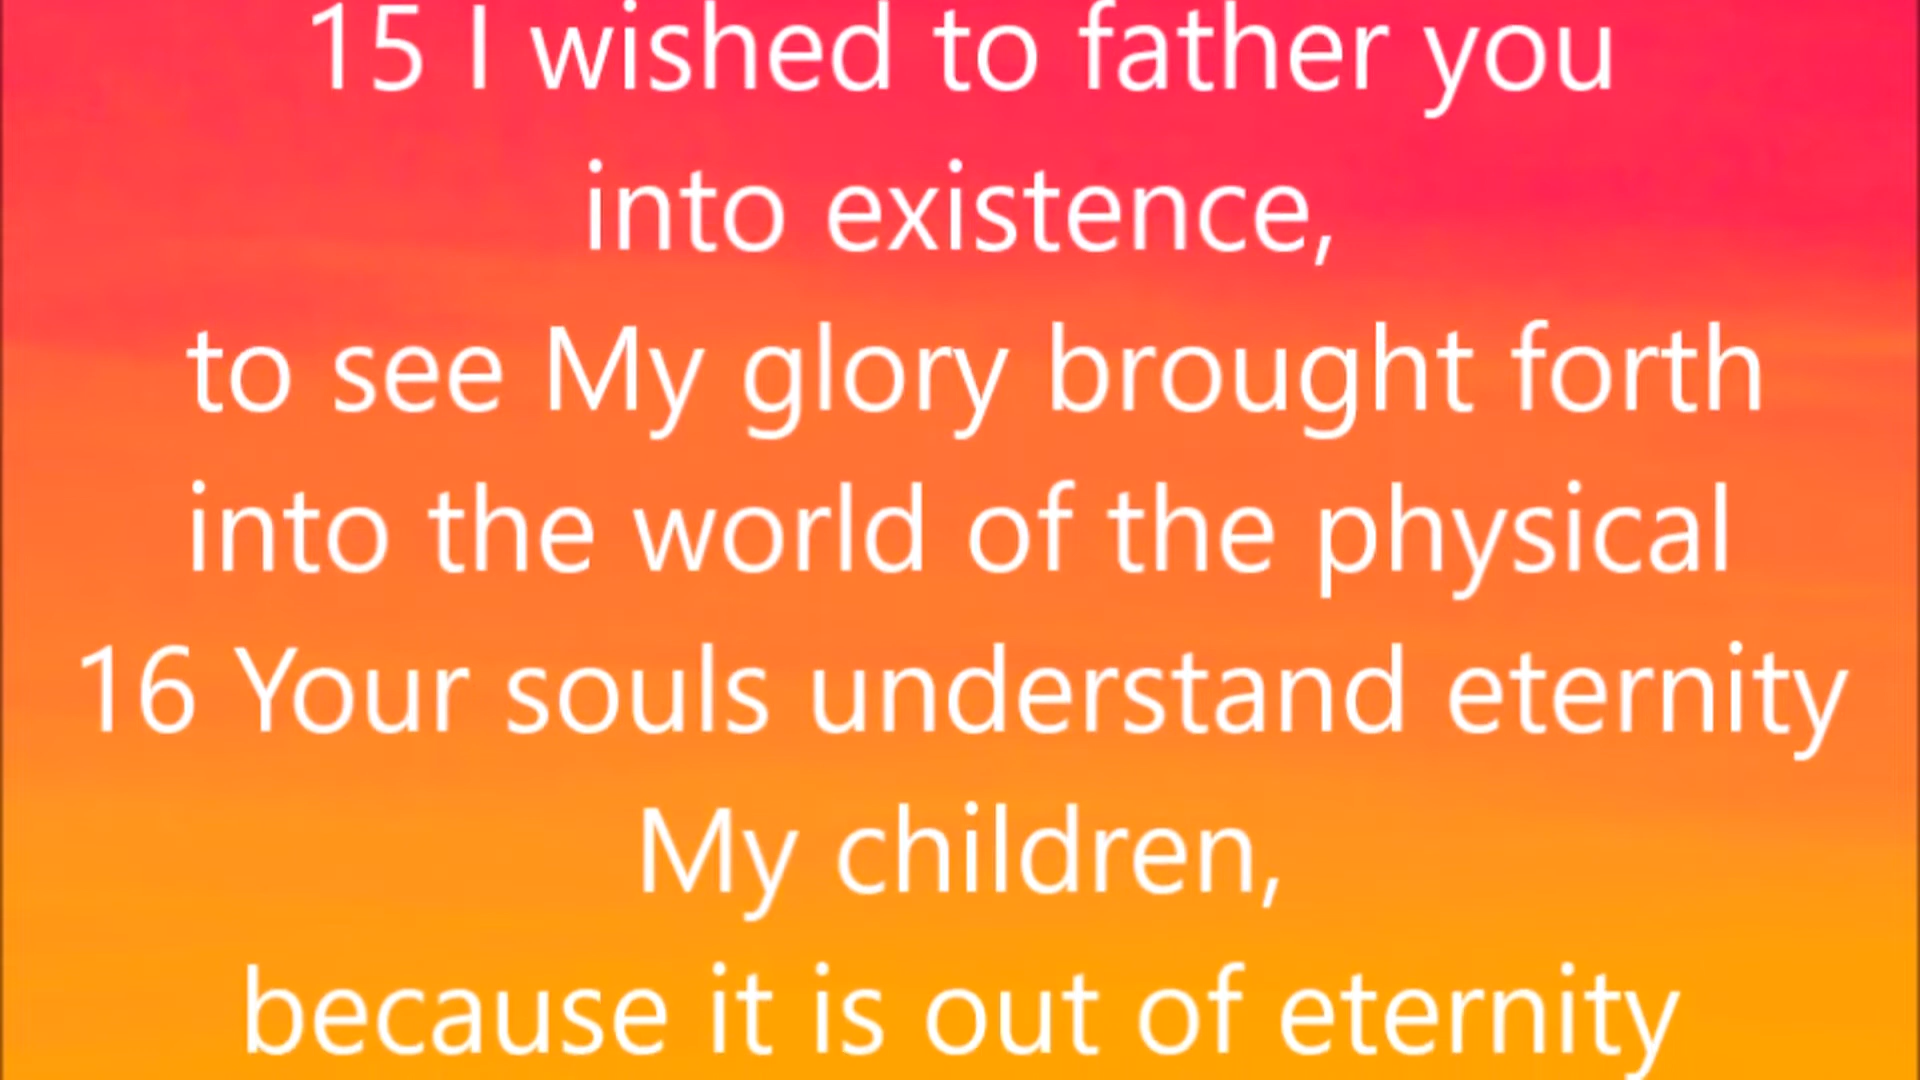 15 I wished to father you
into existence,
to see My glory brought forth
into the world of the physical
16 Your souls understand eternity
My children,
because it is out of eternity